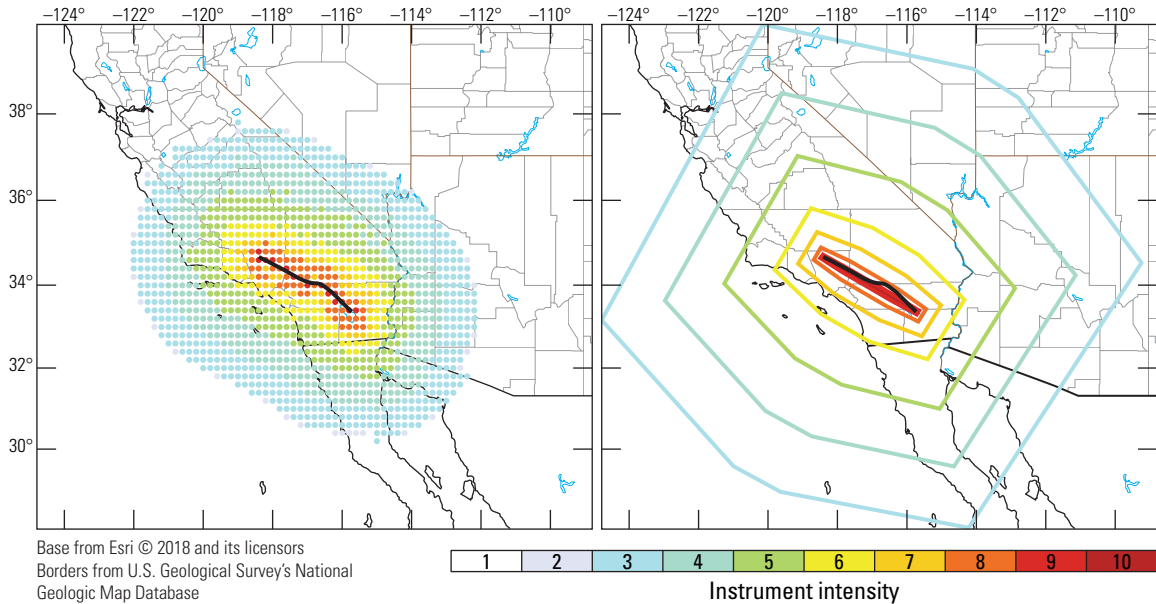 −124° −122° −120° −118° −116° −114° −112° −110° −124° −122° −120° −118° −116° −114° −112° −110°
38°
36°
34°
32°
30°
Base from Esri © 2018 and its licensors
Borders from U.S. Geological Survey's National
Geologic Map Database
1 2 3 4 5 6 7 8 9 10
Instrument intensity